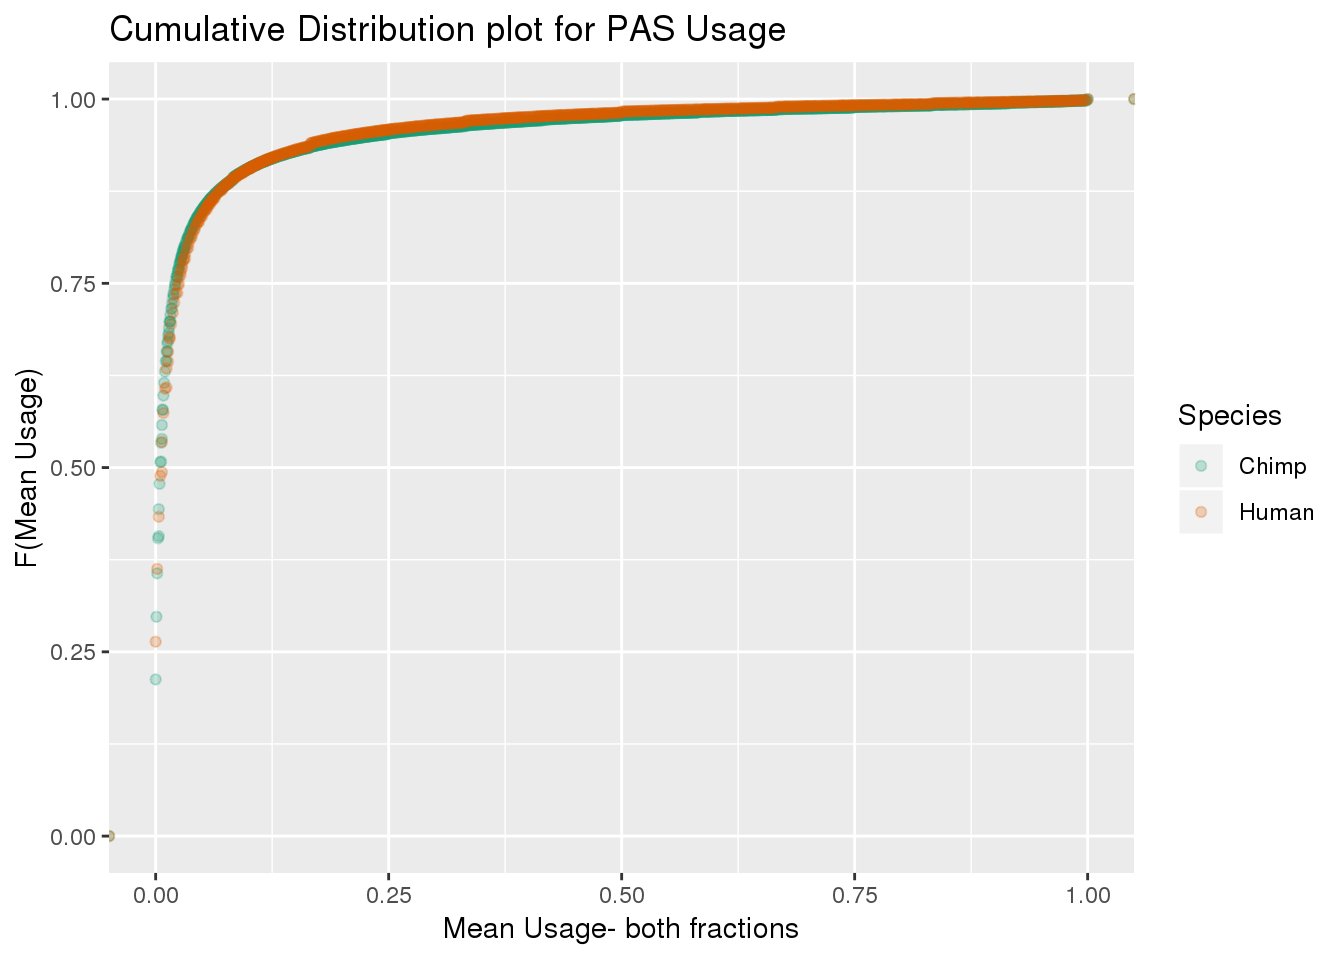 Cumulative Distribution plot for PAS Usage
1.00
0.75
0.50
0.25
0.00
F(Mean Usage)
0.00 0.25 0.50 0.75 1.00
Mean Usage- both fractions
Species
Chimp
Human